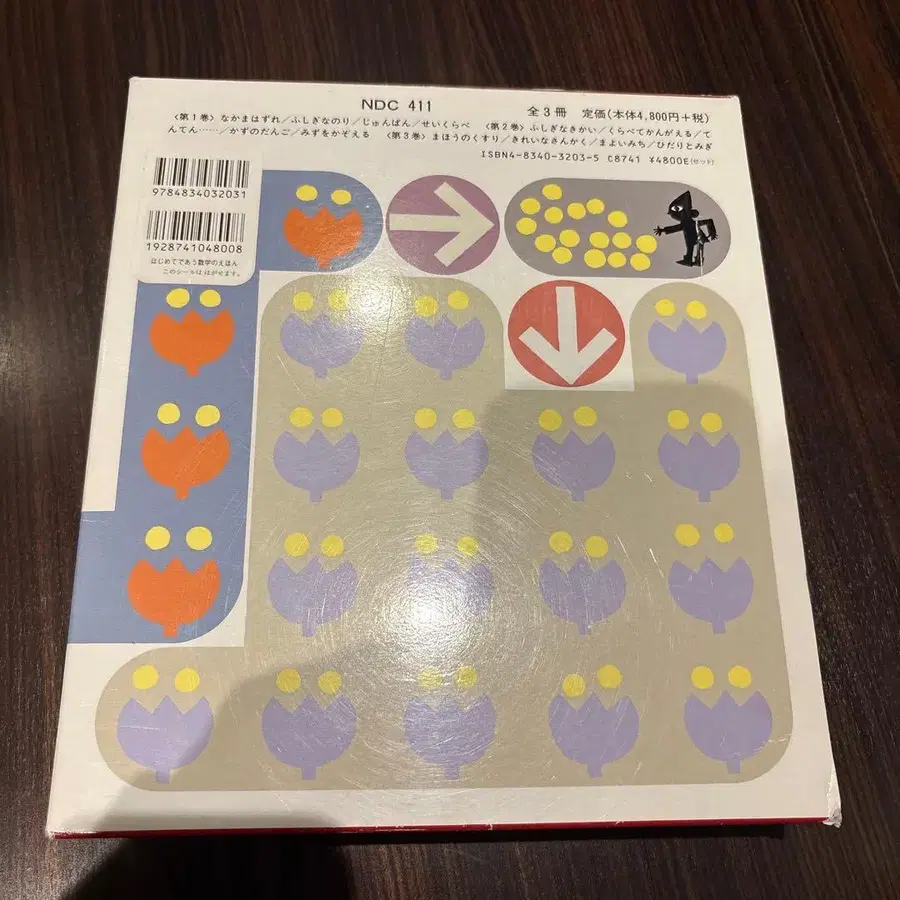 NDC 411
全3冊 定価(本体4,800円+税)
〈第1巻〉なかまはずれ/ふしぎなのり/じゅんばん/せいくらべ 〈第2巻〉ふしぎなきかい/くらべてかんがえる/て
んてん……/かずのだんご/みずをかぞえる 〈第3巻〉まほうのくすり/きれいなさんかく/まよいみち/ひだりとみぎ
ISBN4-8340-3203-5 C8741 ¥4800E(セット)
9784834032031
1928741048008
はじめてであう数学のえほん
このシールは はがせます。